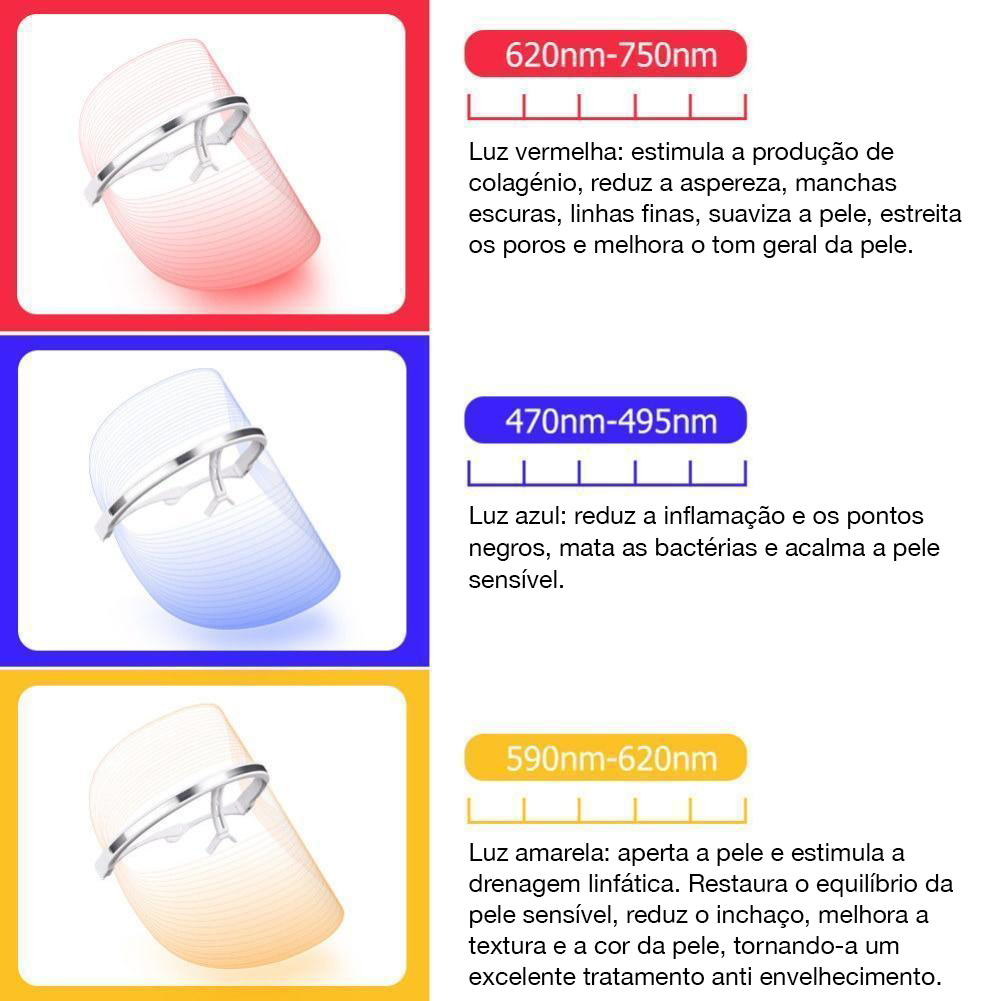 620nm-750nm
Luz vermelha: estimula a produção de
colagénio, reduz a aspereza, manchas
escuras, linhas finas, suaviza a pele, estreita
os poros e melhora o tom geral da pele.
470nm-495nm
Luz azul: reduz a inflamação e os pontos
negros, mata as bactérias e acalma a pele
sensível.
590nm-620nm
Luz amarela: aperta a pele e estimula a
drenagem linfática. Restaura o equilíbrio da
pele sensível, reduz o inchaço, melhora a
textura e a cor da pele, tornando-a um
excelente tratamento anti envelhecimento.